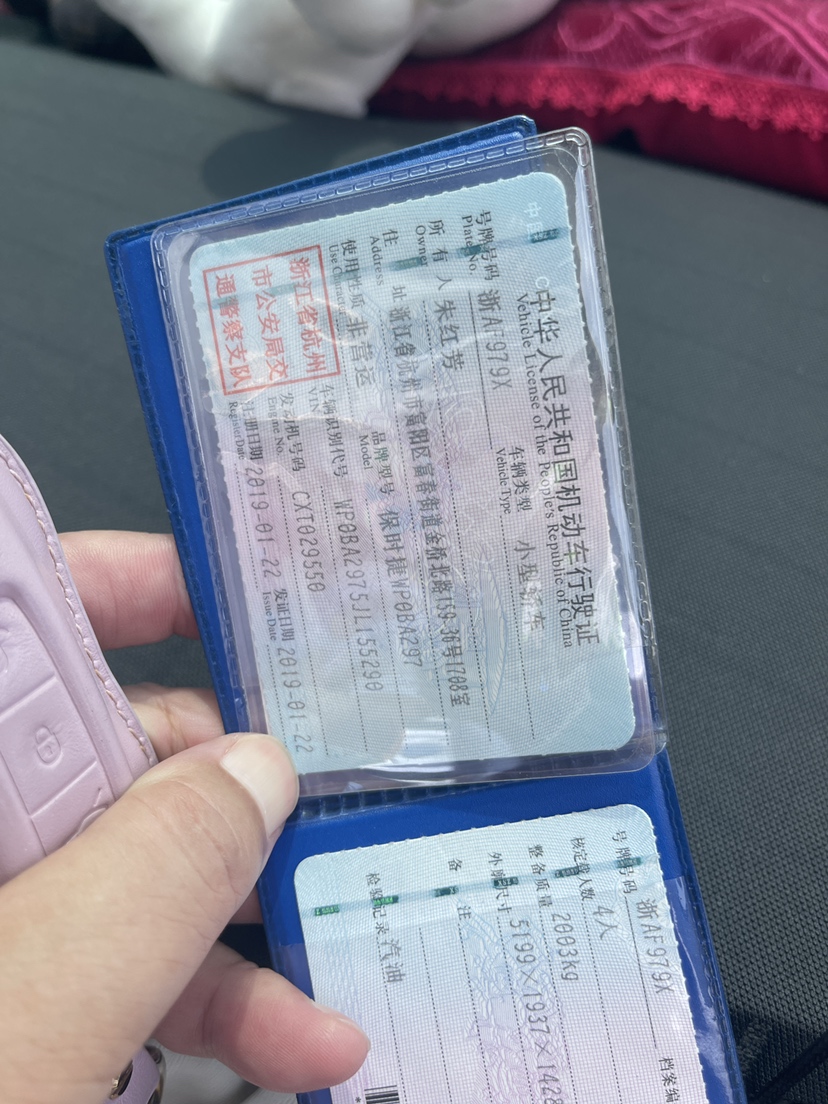 中华人民共和国机动车行驶证
Vehicle License of the People's Republic of China
号牌号码 浙AF979X 车辆类型 小型轿车
Plate No. Vehicle Type
所有人 朱红芳
Owner
住址 浙江省杭州市富阳区富春街道金桥北路159-36号1708室
Address
使用性质 非营运 品牌型号 保时捷WP0BA297
Use Character Model
浙江省杭州
市公安局交
通警察支队
车辆识别代号 WP0BA2975JL155290
VIN
发动机号码 CXT029550
Engine No.
注册日期 2019-01-22 发证日期 2019-01-22
Register Date Issue Date
号牌号码 浙AF979X 档案编
核定载人数 4人
整备质量 2003kg
外廓尺寸 5199×1937×1428
备注
检验记录 汽油